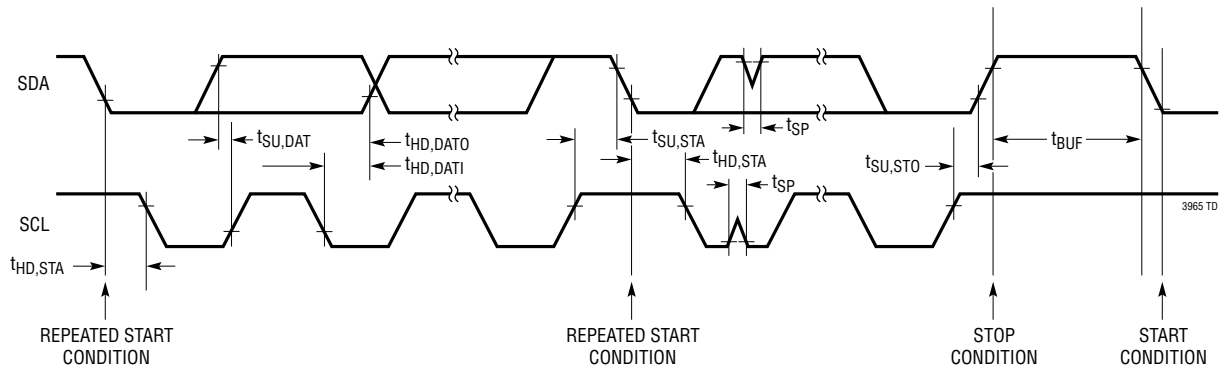 SDA
tSU,DAT
tHD,DATO
tHD,DATI
tSU,STA
tHD,STA
tSP
tSP
tSU,STO
tBUF
3965 TD
SCL
tHD,STA
REPEATED START
CONDITION
REPEATED START
CONDITION
STOP
CONDITION
START
CONDITION